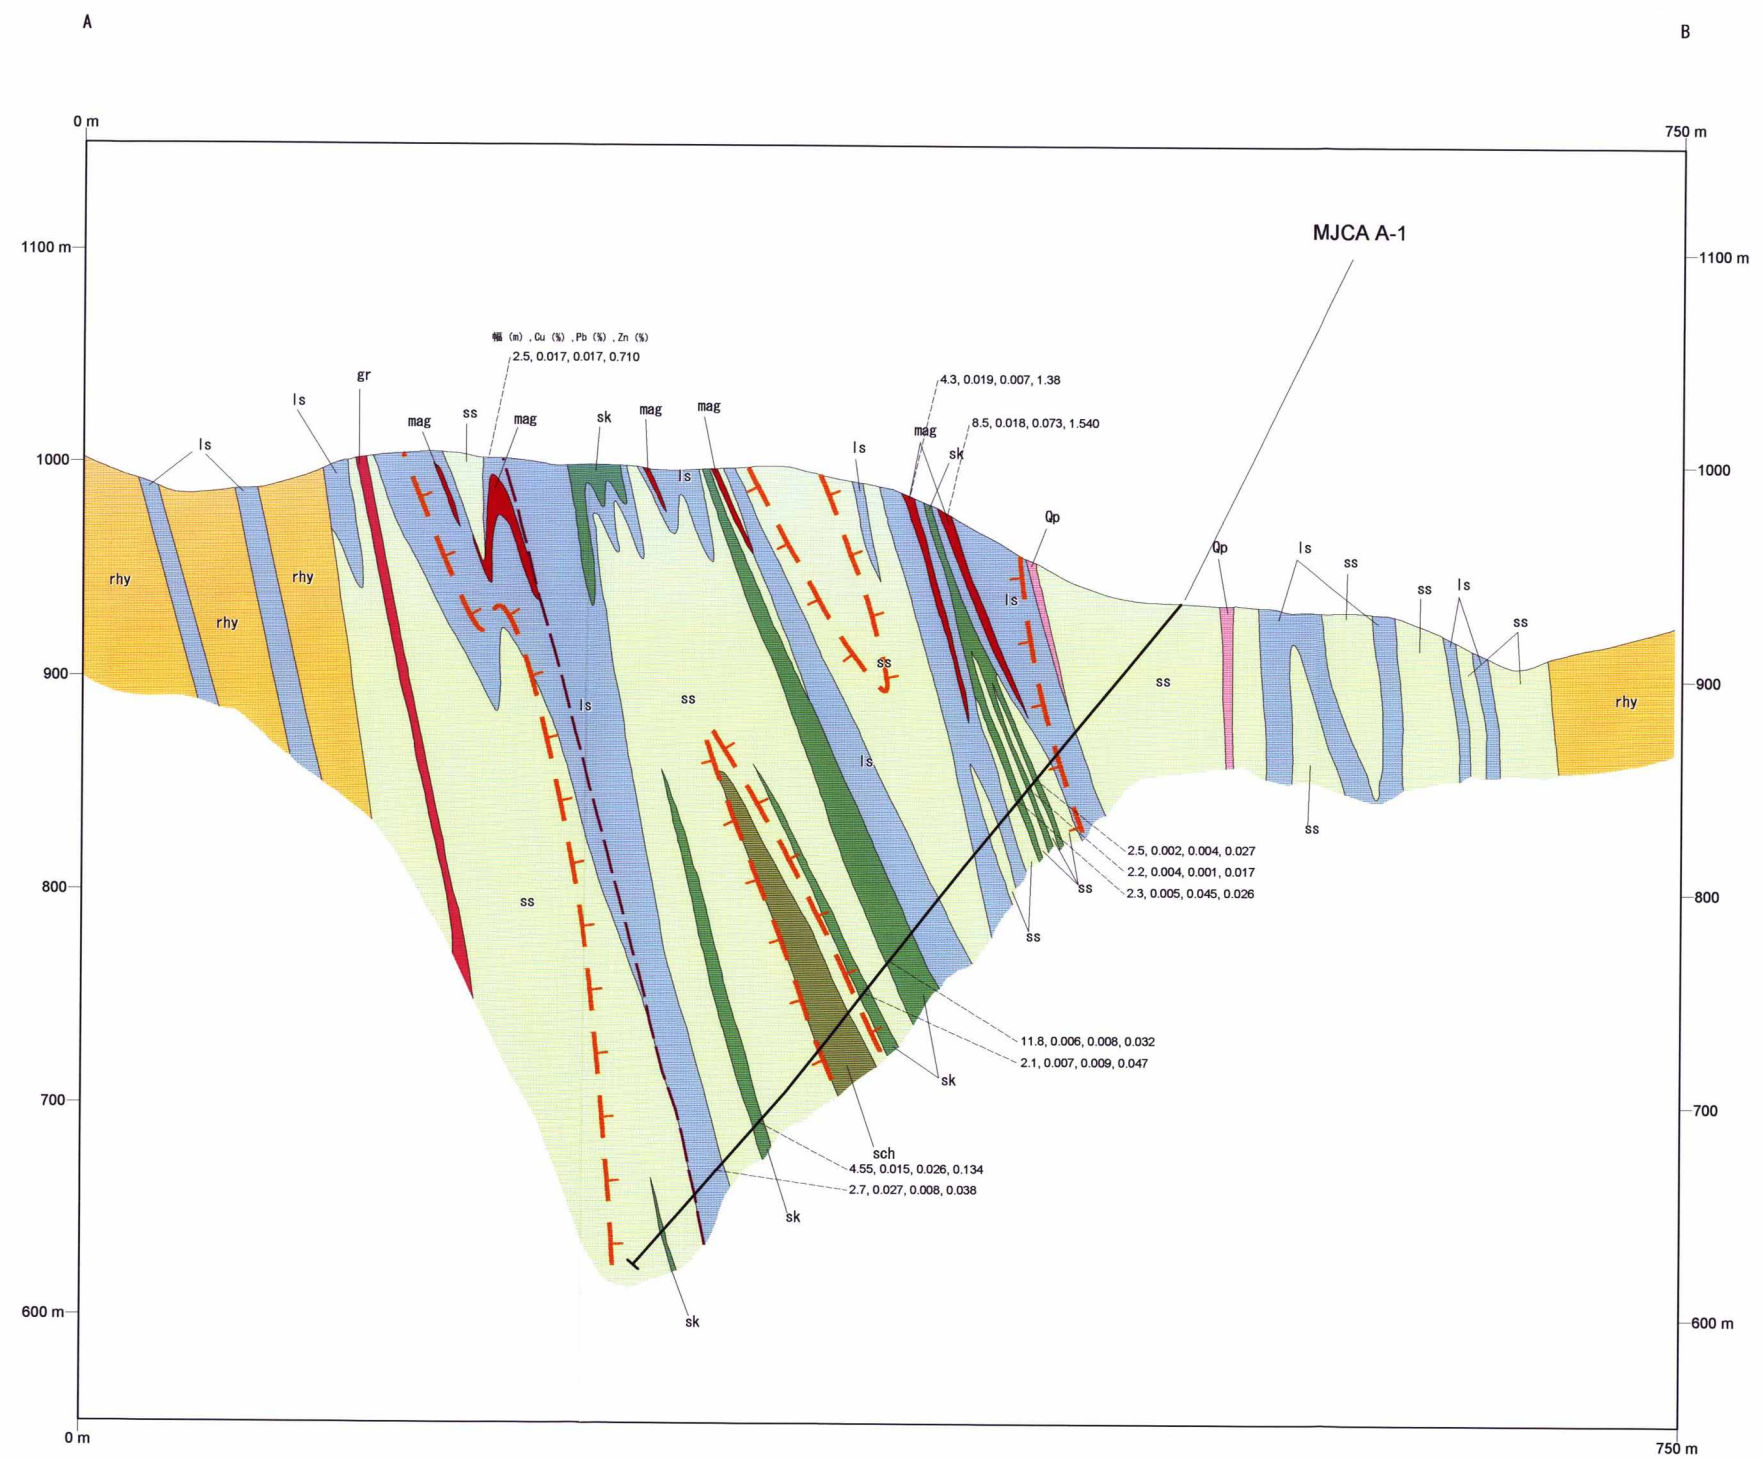 A
B
0 m
750 m
MJCA A-1
1100 m
1100 m
幅 (m) , Cu (%) , Pb (%) , Zn (%)
2.5, 0.017, 0.017, 0.710
gr
4.3, 0.019, 0.007, 1.38
ls
mag
ss
mag
sk
mag
mag
8.5, 0.018, 0.073, 1.540
mag
ls
ls
sk
1000
1000
ls
Qp
Qp
ls
ss
rhy
rhy
ls
ss
ls
rhy
ss
900
900
ss
ss
ss
ls
rhy
ls
ss
2.5, 0.002, 0.004, 0.027
2.2, 0.004, 0.001, 0.017
800
ss
2.3, 0.005, 0.045, 0.026
800
ss
ss
11.8, 0.006, 0.008, 0.032
2.1, 0.007, 0.009, 0.047
sk
700
700
sch
4.55, 0.015, 0.026, 0.134
2.7, 0.027, 0.008, 0.038
sk
600 m
sk
600 m
0 m
750 m